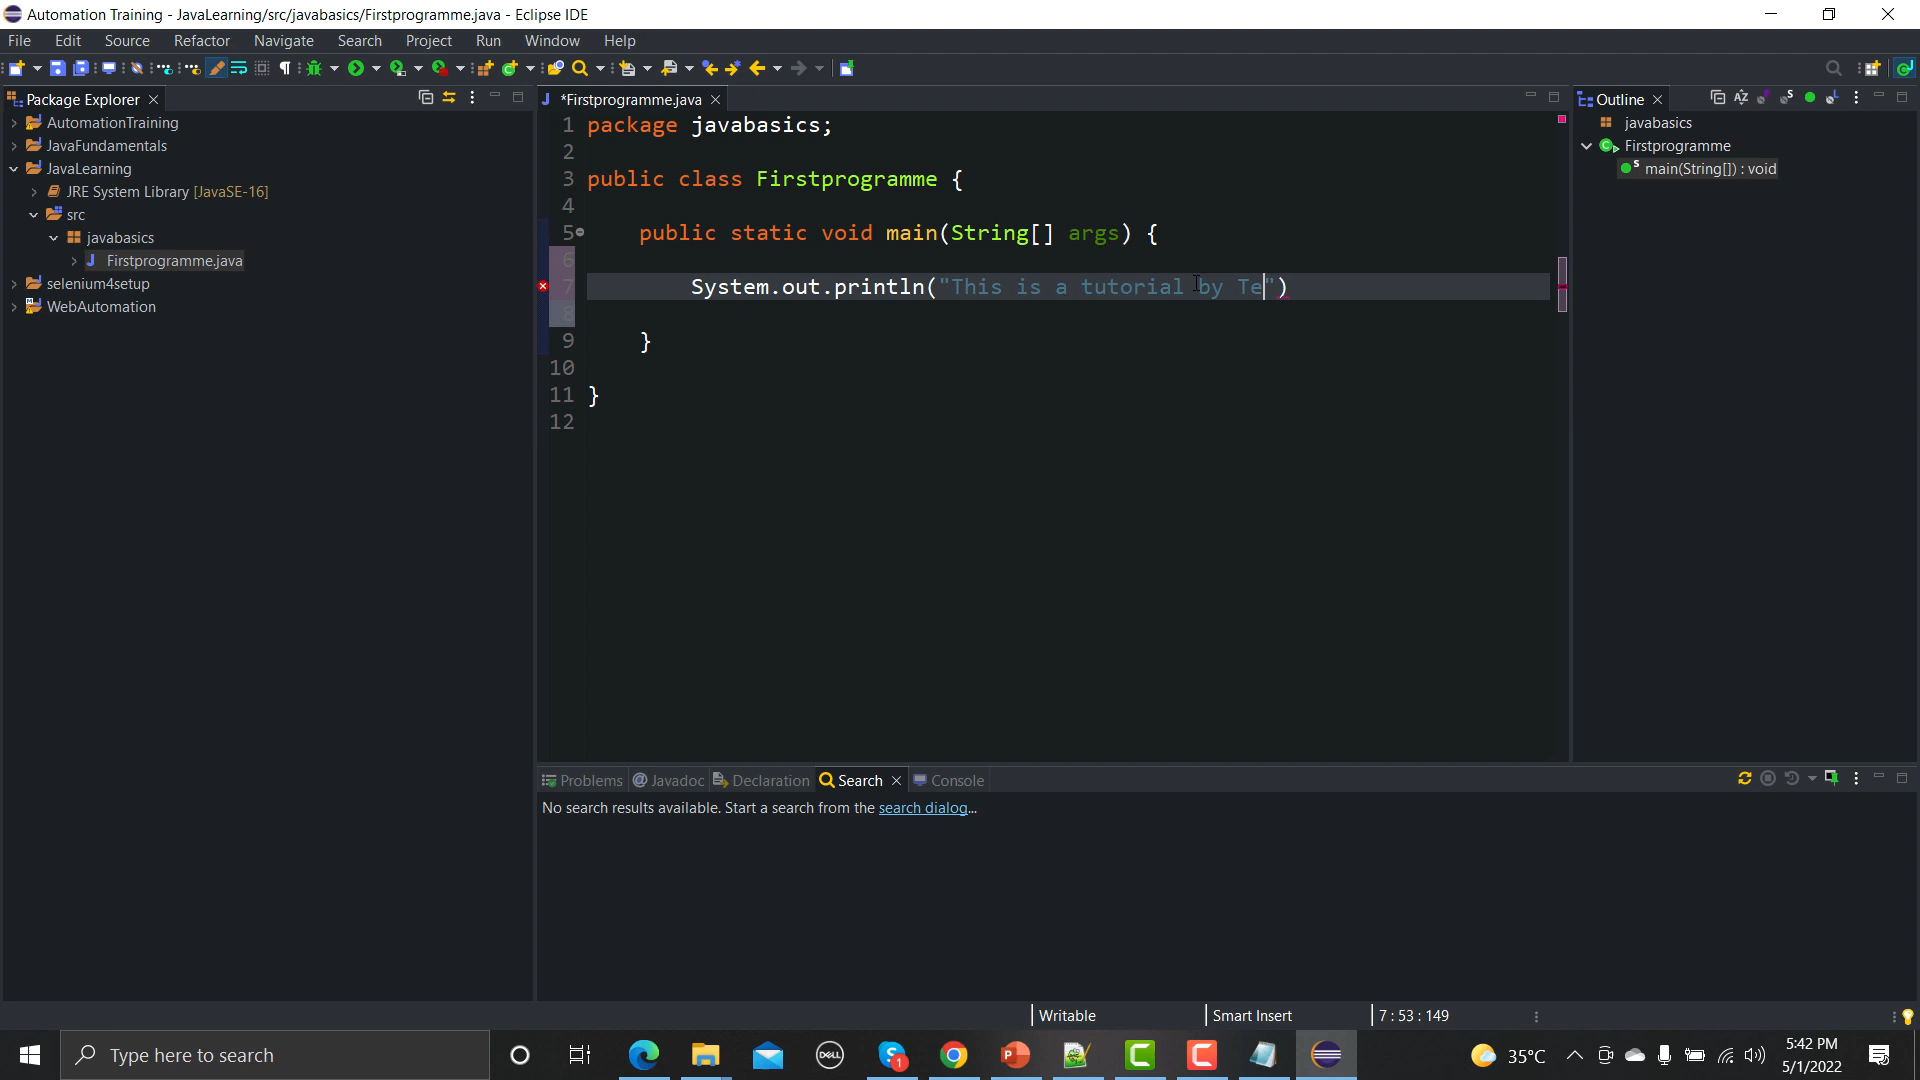 Automation Training - JavaLearning/src/javabasics/Firstprogramme.java - Eclipse IDE
File Edit Source Refactor Navigate Search Project Run Window Help
Package Explorer
AutomationTraining
JavaFundamentals
JavaLearning
JRE System Library [JavaSE-16]
src
javabasics
Firstprogramme.java
selenium4setup
WebAutomation
*Firstprogramme.java
1 package javabasics;
2
3 public class Firstprogramme {
4
5 public static void main(String[] args) {
6
7 System.out.println("This is a tutorial by Te")
8
9 }
10
11 }
12
Outline
javabasics
Firstprogramme
main(String[]) : void
Problems Javadoc Declaration Search Console
No search results available. Start a search from the search dialog...
Writable Smart Insert 7 : 53 : 149
Type here to search
DELL
1
35°C
5:42 PM
5/1/2022